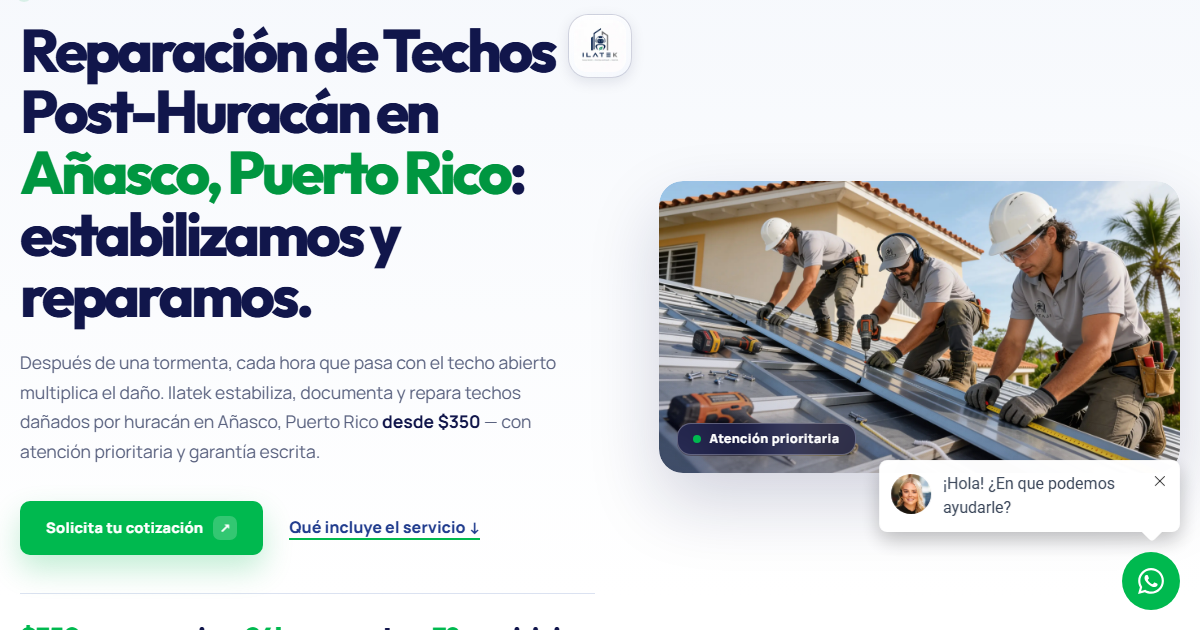 Reparación de Techos
Post-Huracán en
Añasco, Puerto Rico:
estabilizamos y
reparamos.
ILATEK
Después de una tormenta, cada hora que pasa con el techo abierto
multiplica el daño. Ilatek estabiliza, documenta y repara techos
dañados por huracán en Añasco, Puerto Rico desde $350 — con
atención prioritaria y garantía escrita.
Solicita tu cotización ↗
Qué incluye el servicio ↓
Atención prioritaria
¡Hola! ¿En que podemos
ayudarle?